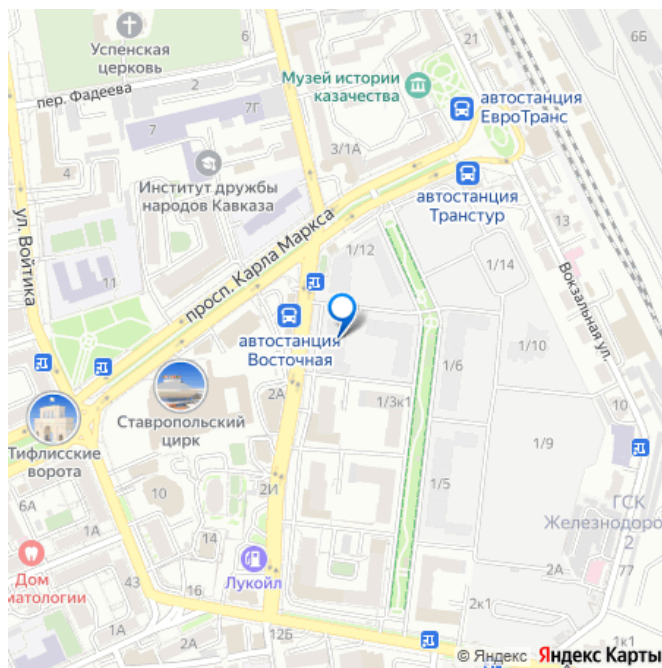 Успенская
церковь
6
21
6Б
Музей истории
казачества
автостанция
ЕвроТранс
пер. Фадеева
2
7Г
7
3/1А
4
Институт дружбы
народов Кавказа
автостанция
Транстур
ул. Войтика
просп. Карла Маркса
13
1/12
1/14
11
Вокзальная ул.
автостанция
Восточная
1/10
1/6
Ставропольский
цирк
2А
1/3к1
10
Тифлисские
ворота
1/9
2И
1/5
10
6А
ГСК
Железнодоро
2
1А
14
Дом
матологии
Лукойл
43
16
77
2к1
12Б
1А
2
1к1
© Яндекс Яндекс Карты